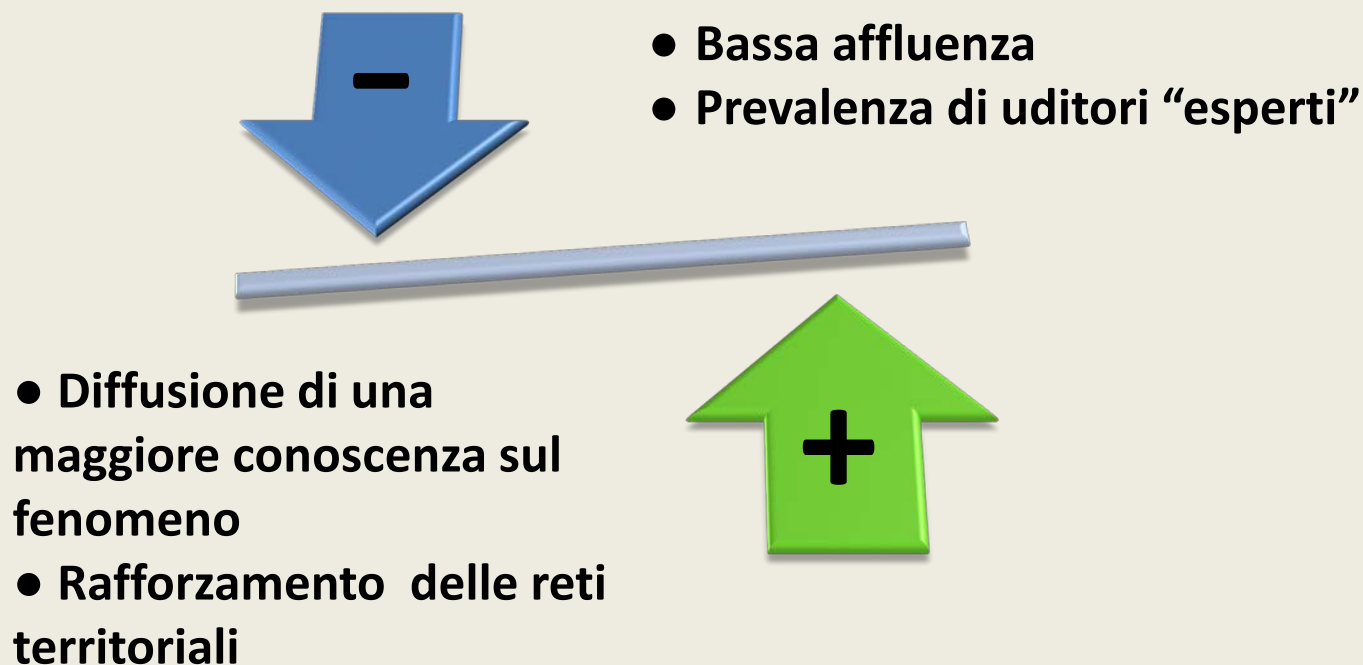 -
● Bassa affluenza
● Prevalenza di uditori “esperti”
● Diffusione di una
maggiore conoscenza sul
fenomeno
● Rafforzamento delle reti
territoriali
+